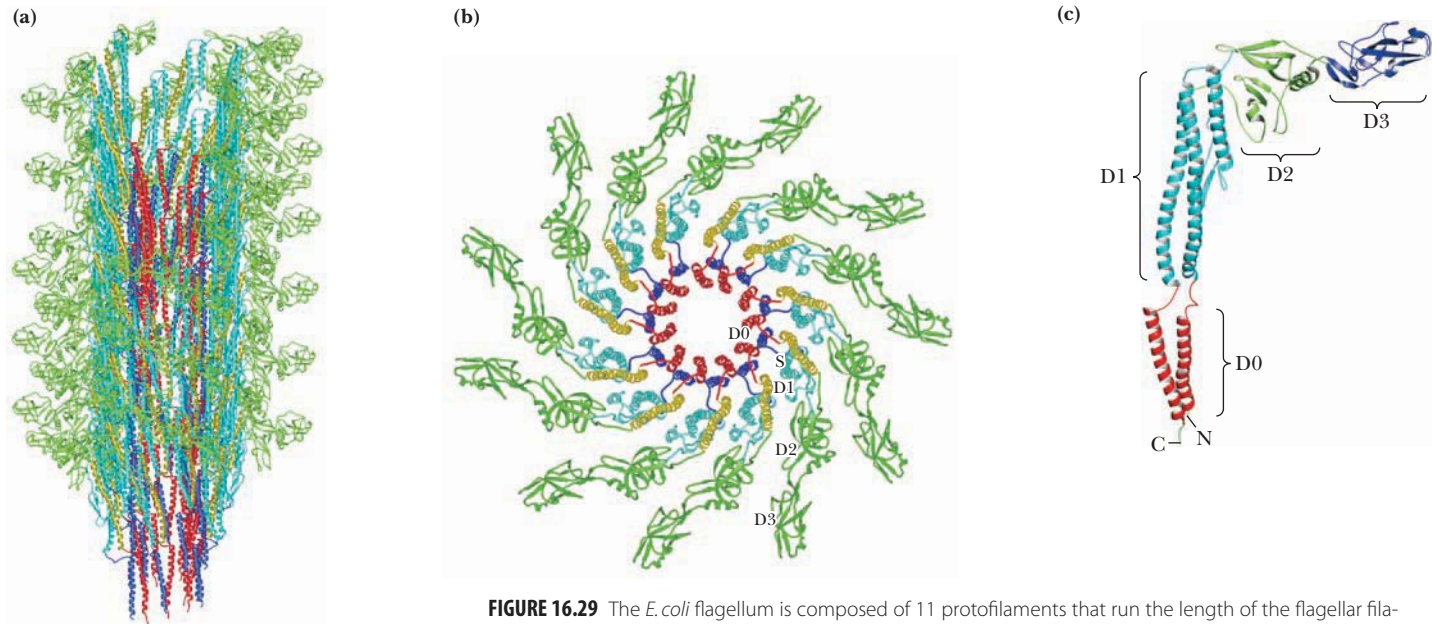 (a)
(b)
(c)
D0
S
D1
D2
D3
D3
D2
D1
D0
C
N
FIGURE 16.29 The E. coli flagellum is composed of 11 protofilaments that run the length of the flagellar fila-